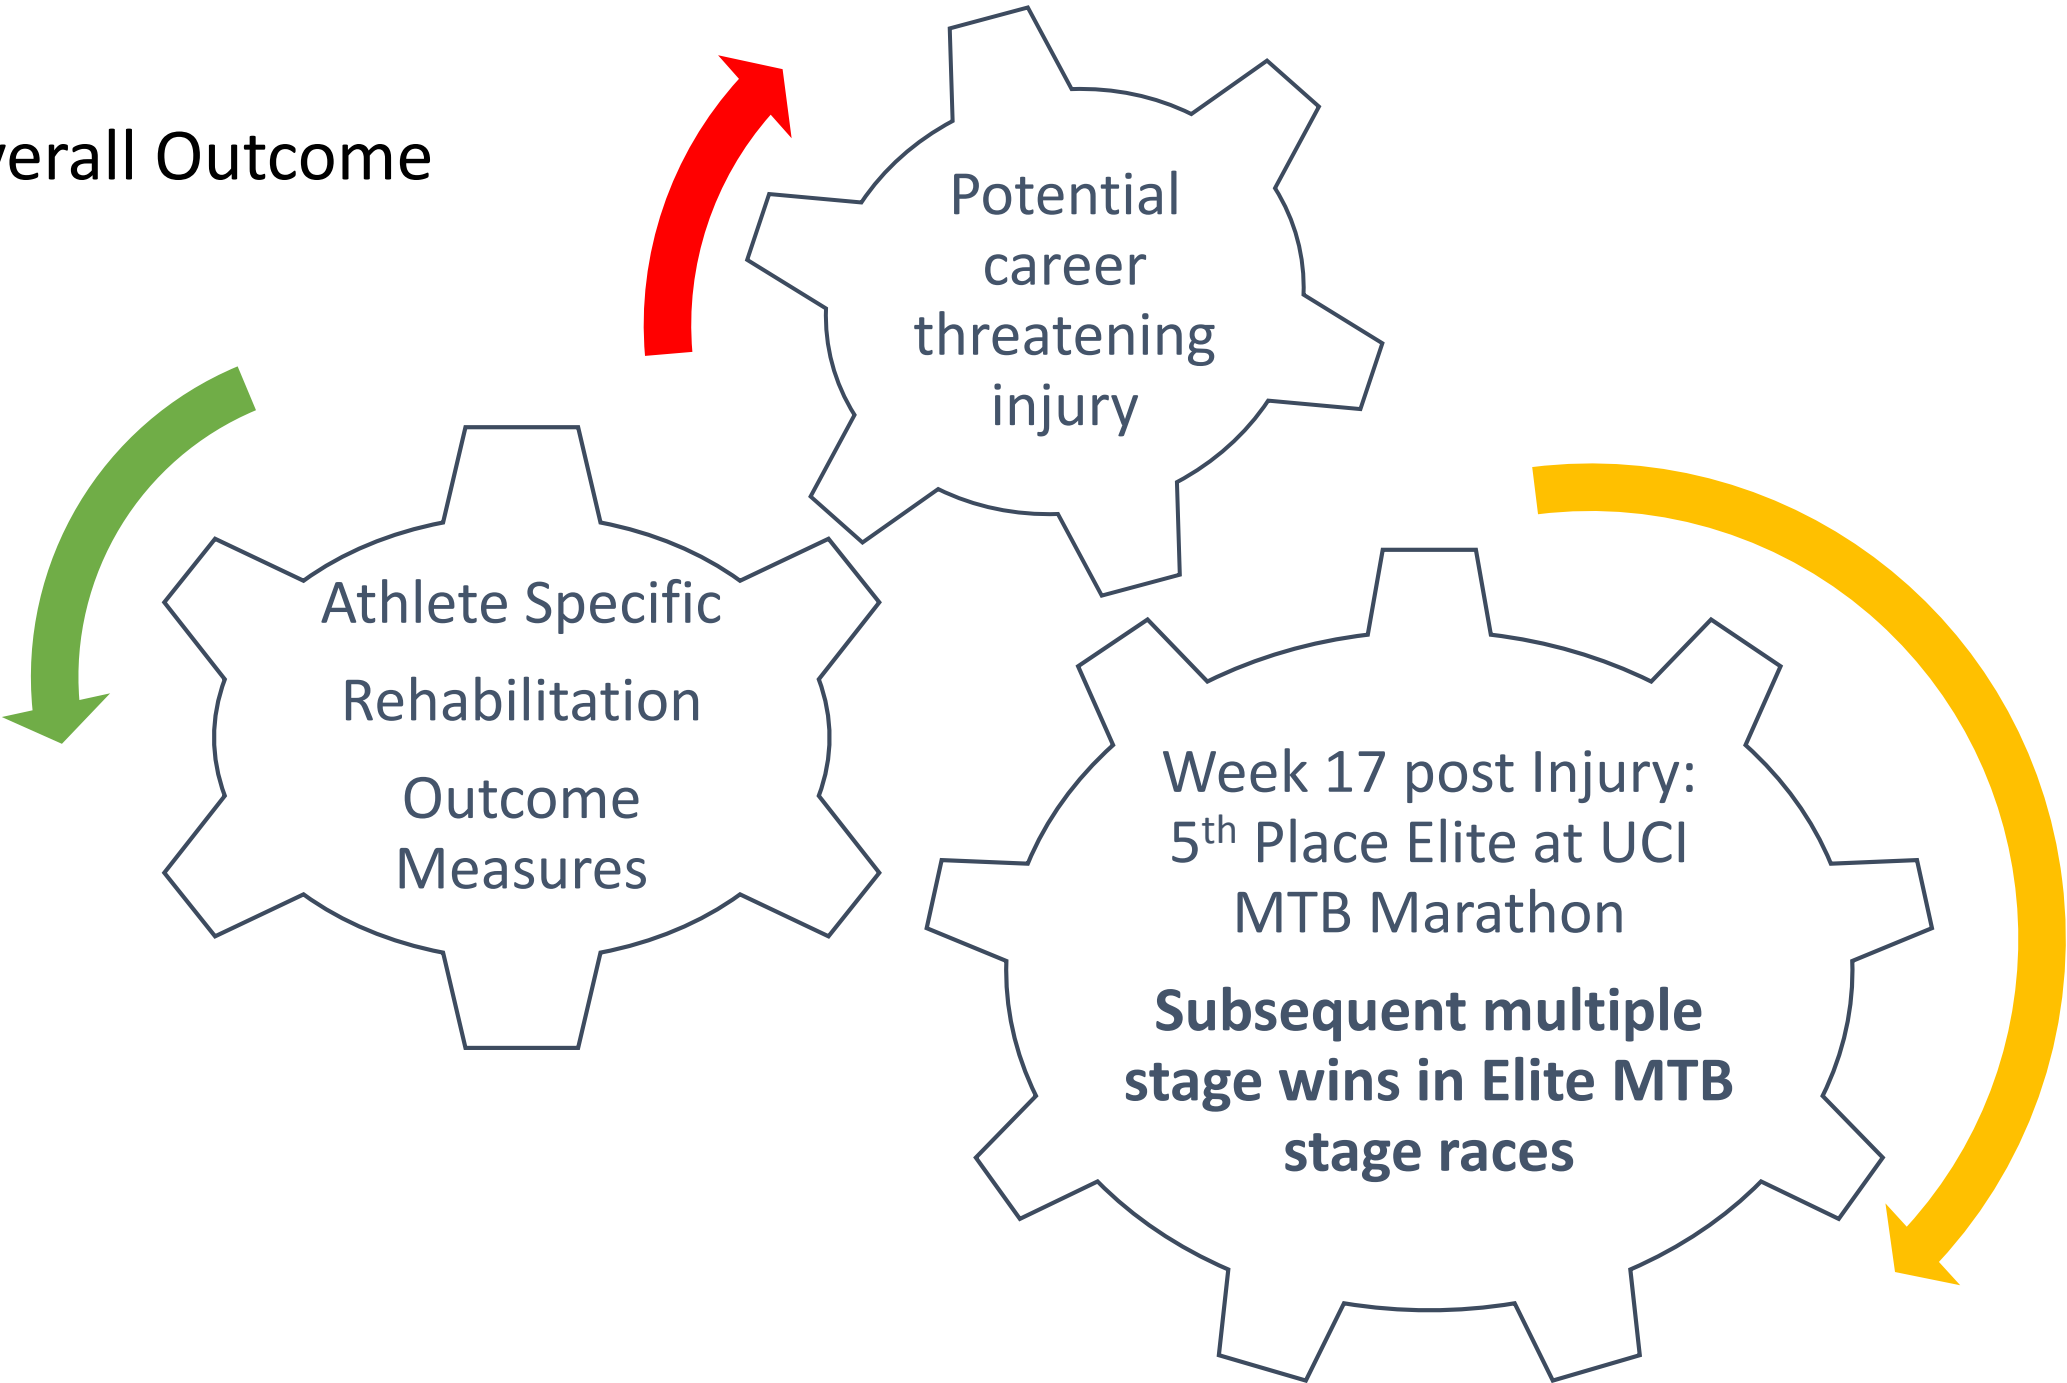 verall Outcome
Potential
career
threatening
injury
Athlete Specific
Rehabilitation
Outcome
Measures
Week 17 post Injury:
5th Place Elite at UCI
MTB Marathon
Subsequent multiple
stage wins in Elite MTB
stage races